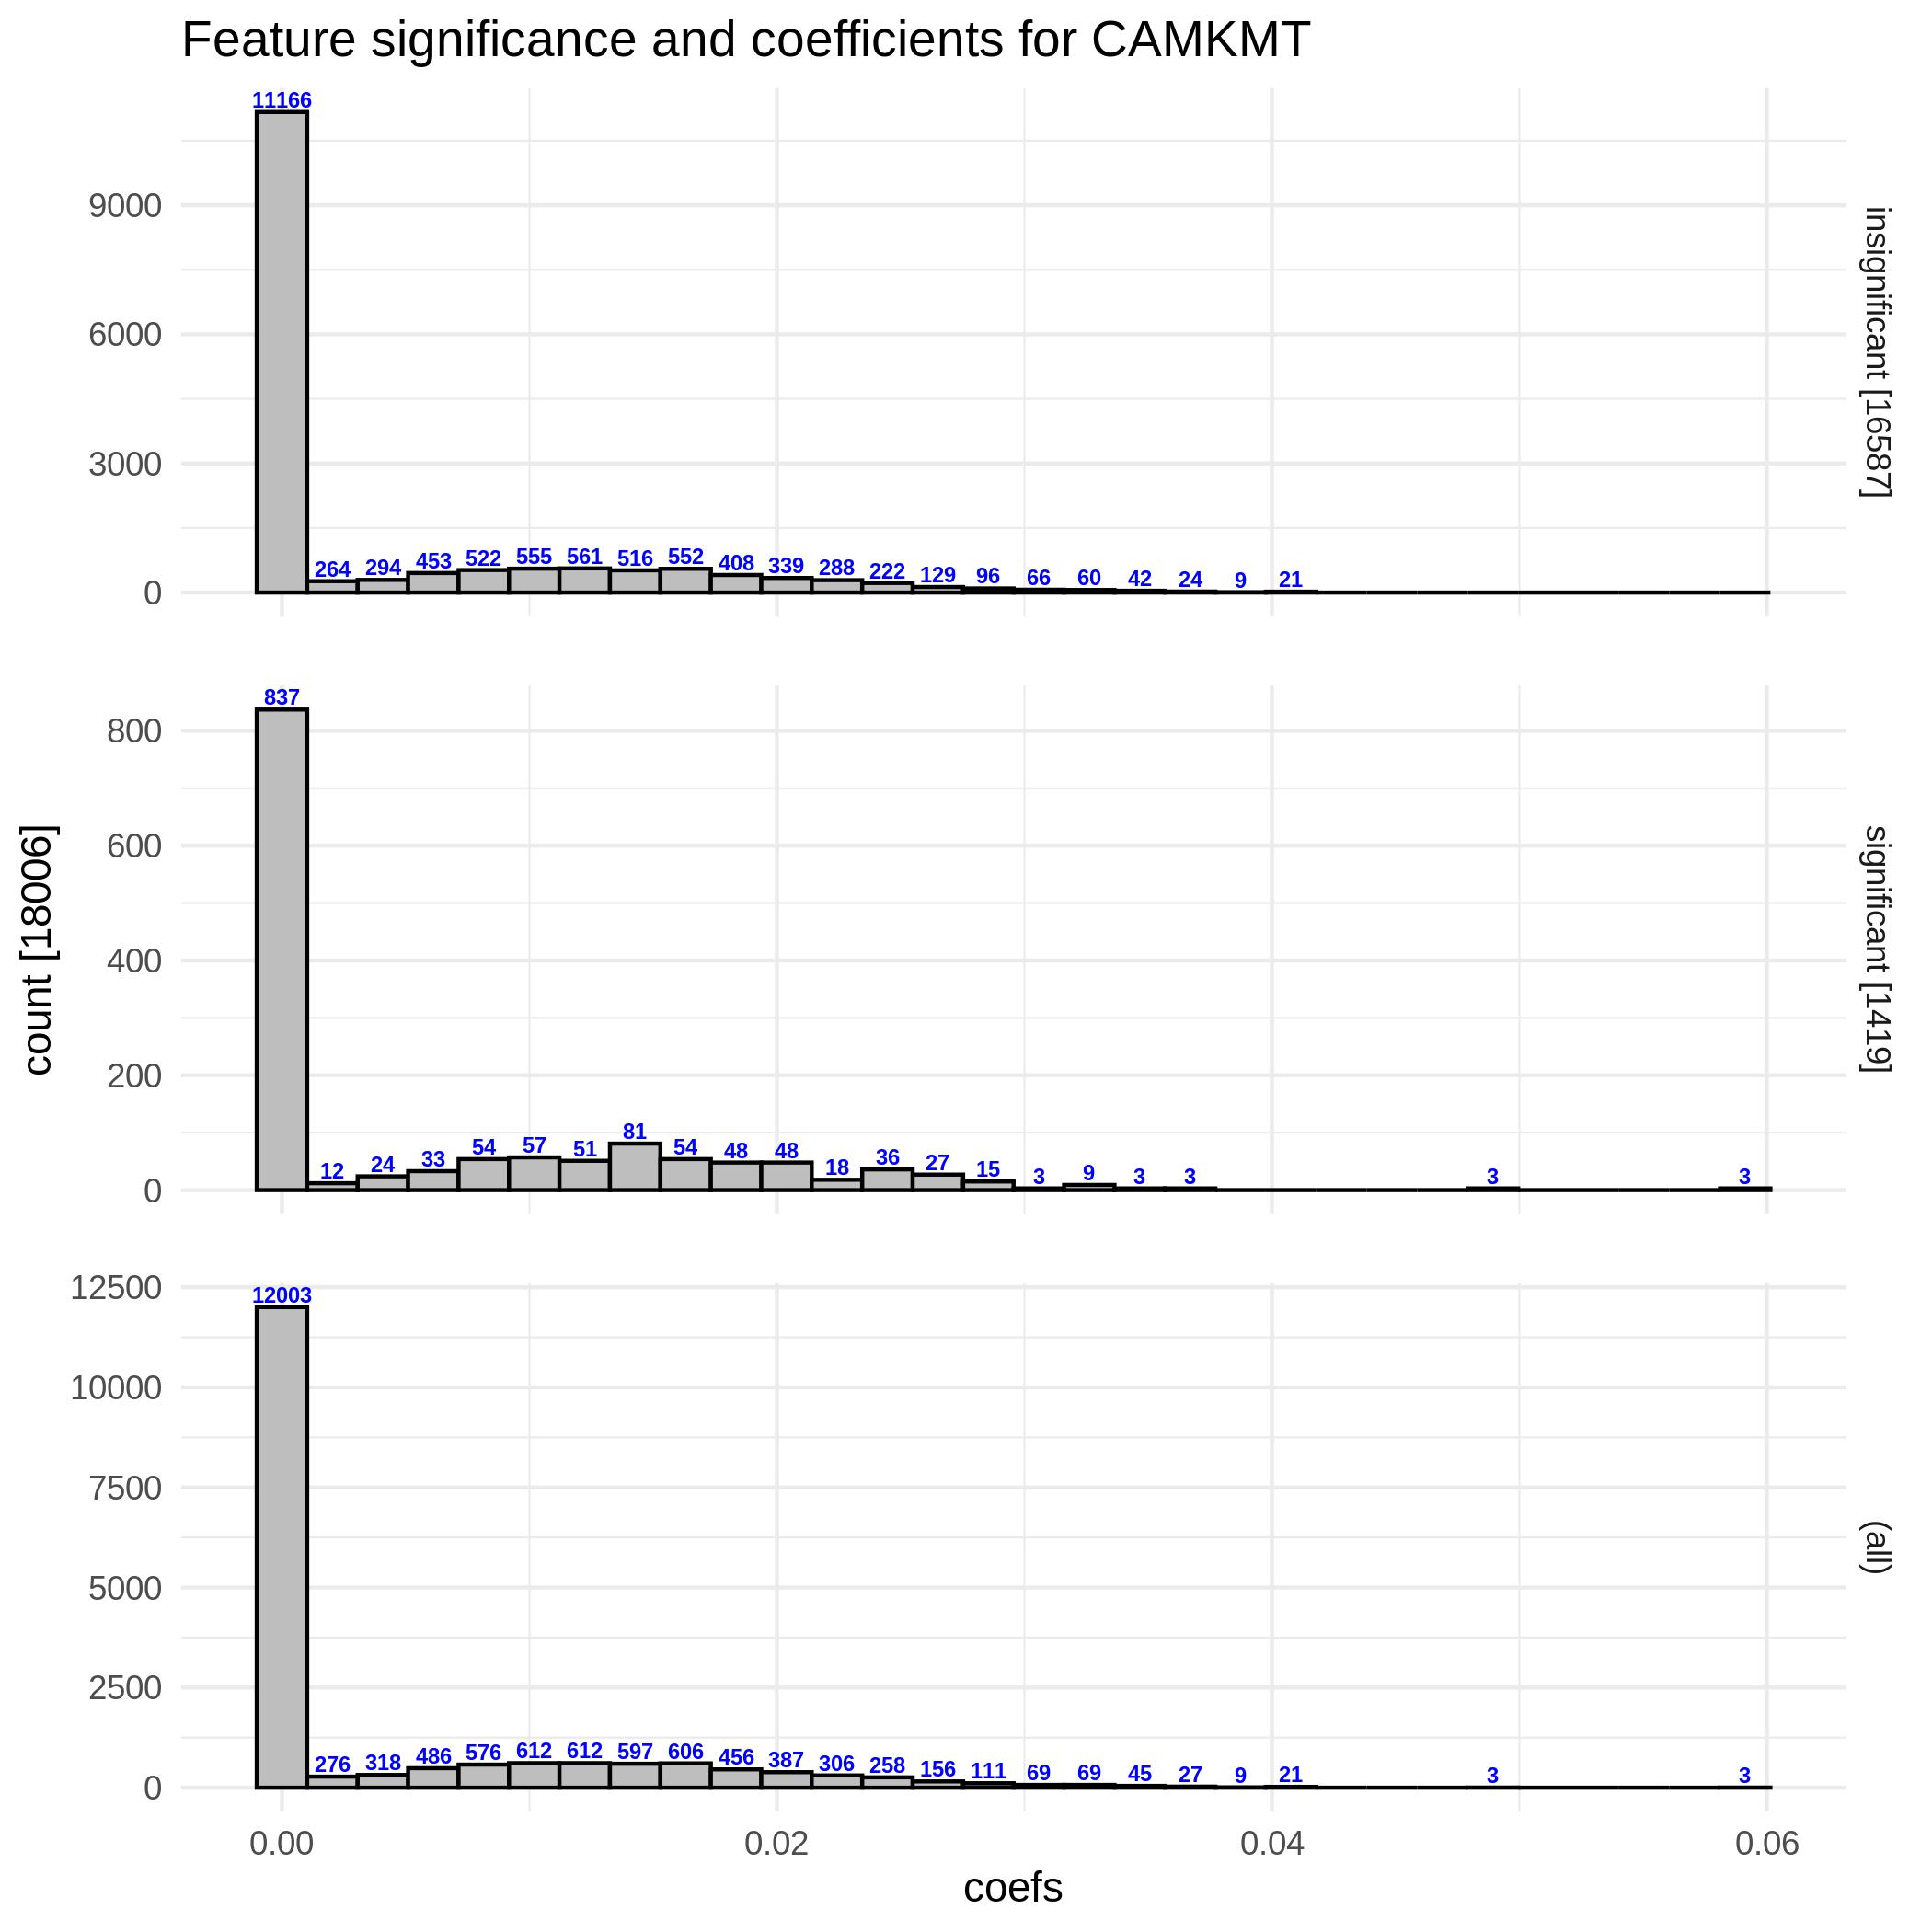 Feature significance and coefficients for CAMKMT
11166
9000
6000
3000
264 294 453 522 555 561 516 552 408 339 288 222 129 96 66 60 42 24 9 21
0
insignificant [16587]
837
800
600
400
200
12 24 33 54 57 51 81 54 48 48 18 36 27 15 3 9 3 3 3 3
0
significant [1419]
count [18006]
12500
12003
10000
7500
5000
2500
276 318 486 576 612 612 597 606 456 387 306 258 156 111 69 69 45 27 9 21 3 3
0
(all)
0.00 0.02 0.04 0.06
coefs